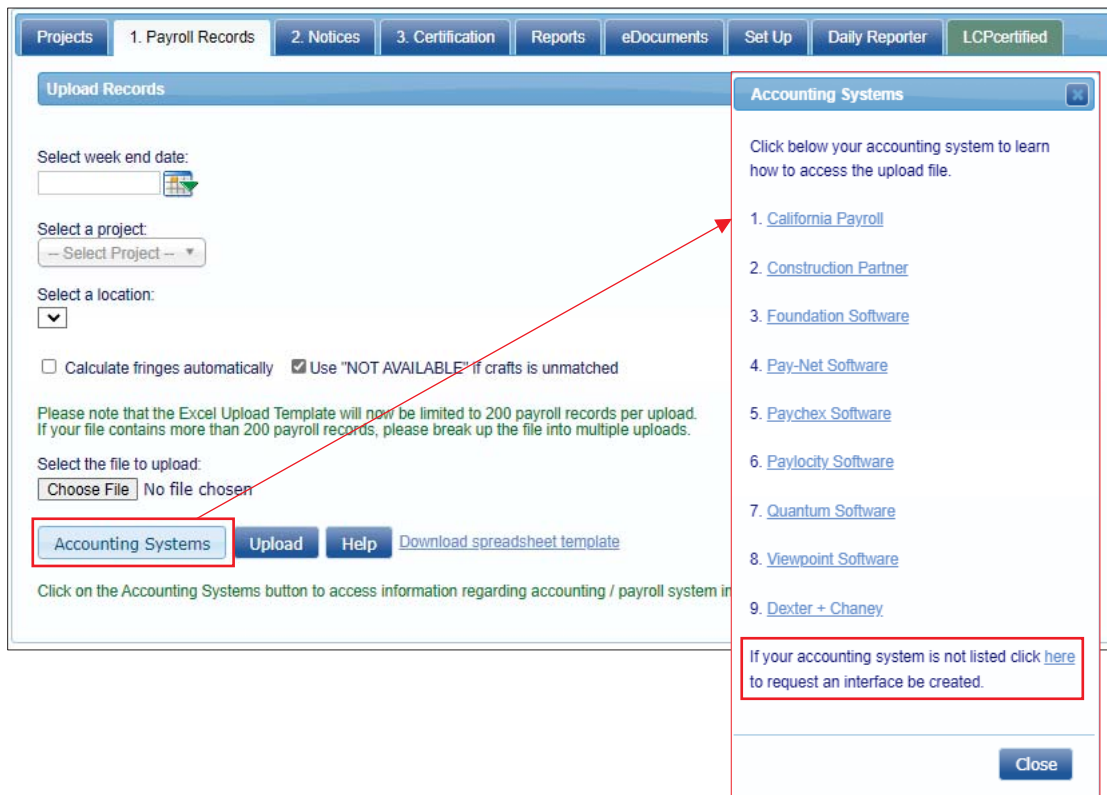 Projects
1. Payroll Records
2. Notices
3. Certification
Reports
eDocuments
Set Up
Daily Reporter
LCPcertified
Upload Records
Select week end date:
Select a project:
-- Select Project --
Select a location:
Calculate fringes automatically
Use "NOT AVAILABLE" if crafts is unmatched
Please note that the Excel Upload Template will now be limited to 200 payroll records per upload.
If your file contains more than 200 payroll records, please break up the file into multiple uploads.
Select the file to upload:
Choose File No file chosen
Accounting Systems
Upload
Help
Download spreadsheet template
Click on the Accounting Systems button to access information regarding accounting / payroll system in
Accounting Systems
Click below your accounting system to learn
how to access the upload file.
1. California Payroll
2. Construction Partner
3. Foundation Software
4. Pay-Net Software
5. Paychex Software
6. Paylocity Software
7. Quantum Software
8. Viewpoint Software
9. Dexter + Chaney
If your accounting system is not listed click here
to request an interface be created.
Close